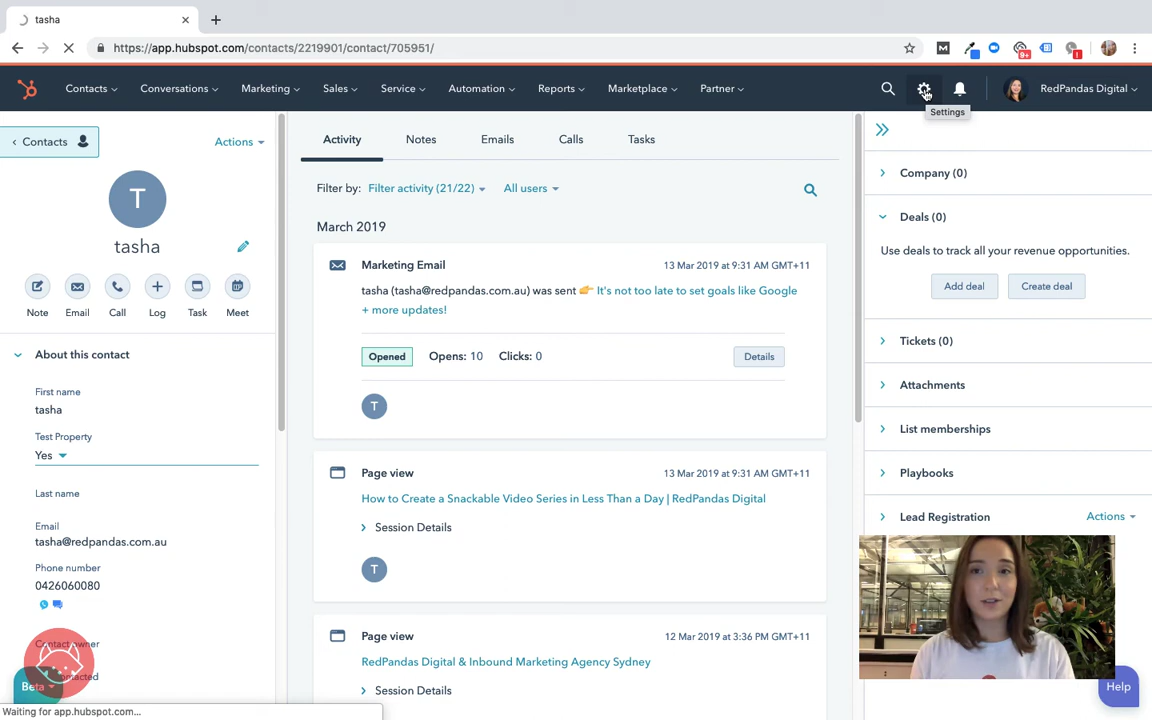 tasha
https://app.hubspot.com/contacts/2219901/contact/705951/
M
9+
Contacts
Conversations
Marketing
Sales
Service
Automation
Reports
Marketplace
Partner
RedPandas Digital
Settings
Contacts
Actions
T
tasha
Note
Email
Call
Log
Task
Meet
About this contact
First name
tasha
Test Property
Yes
Last name
Email
tasha@redpandas.com.au
Phone number
0426060080
Contact owner
Beta
Waiting for app.hubspot.com...
Activity
Notes
Emails
Calls
Tasks
Filter by:
Filter activity (21/22)
All users
March 2019
Marketing Email
13 Mar 2019 at 9:31 AM GMT+11
tasha (tasha@redpandas.com.au) was sent 👉 It's not too late to set goals like Google
+ more updates!
Opened
Opens: 10
Clicks: 0
Details
T
Page view
13 Mar 2019 at 9:31 AM GMT+11
How to Create a Snackable Video Series in Less Than a Day | RedPandas Digital
Session Details
T
Page view
12 Mar 2019 at 3:36 PM GMT+11
RedPandas Digital & Inbound Marketing Agency Sydney
Session Details
Company (0)
Deals (0)
Use deals to track all your revenue opportunities.
Add deal
Create deal
Tickets (0)
Attachments
List memberships
Playbooks
Lead Registration
Actions
Help